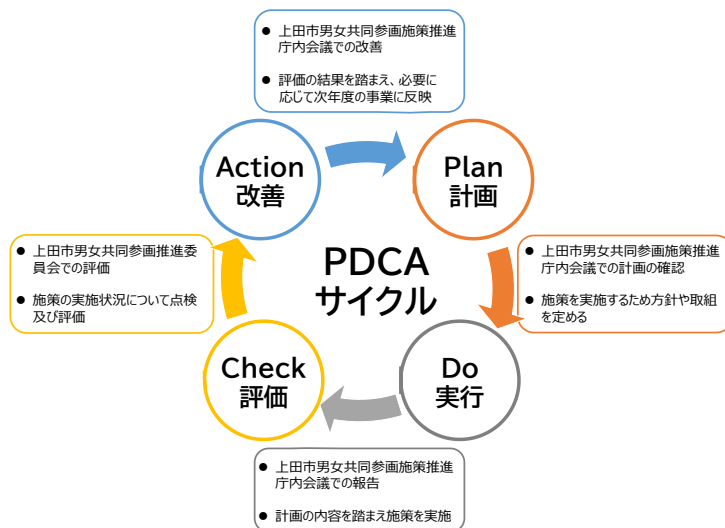 ● 上田市男女共同参画施策推進
庁内会議での改善
● 評価の結果を踏まえ、必要に
応じて次年度の事業に反映
Action
改善
Plan
計画
● 上田市男女共同参画推進委
員会での評価
● 施策の実施状況について点検
及び評価
PDCA
サイクル
● 上田市男女共同参画施策推進
庁内会議での計画の確認
● 施策を実施するため方針や取組
を定める
Check
評価
Do
実行
● 上田市男女共同参画施策推進
庁内会議での報告
● 計画の内容を踏まえ施策を実施